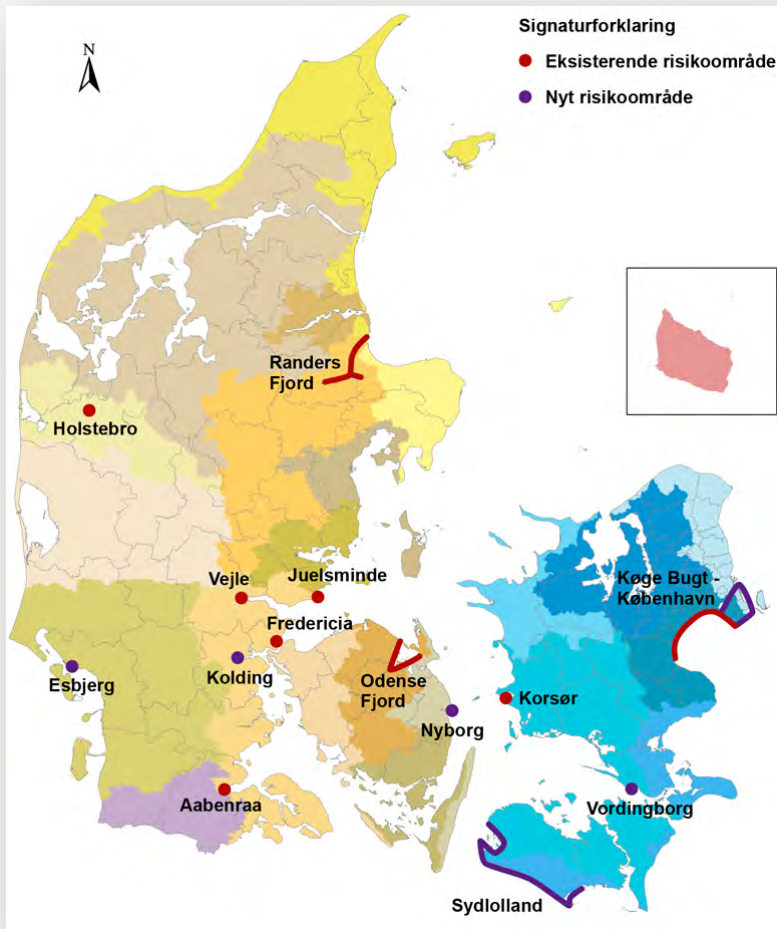 Signaturforklaring
N
Eksisterende risikoområde
Nyt risikoområde
Randers
Fjord
Holstebro
Vejle
Juelsminde
Køge Bugt -
København
Fredericia
Esbjerg
Kolding
Odense
Fjord
Korsør
Nyborg
Aabenraa
Vordingborg
Sydlolland